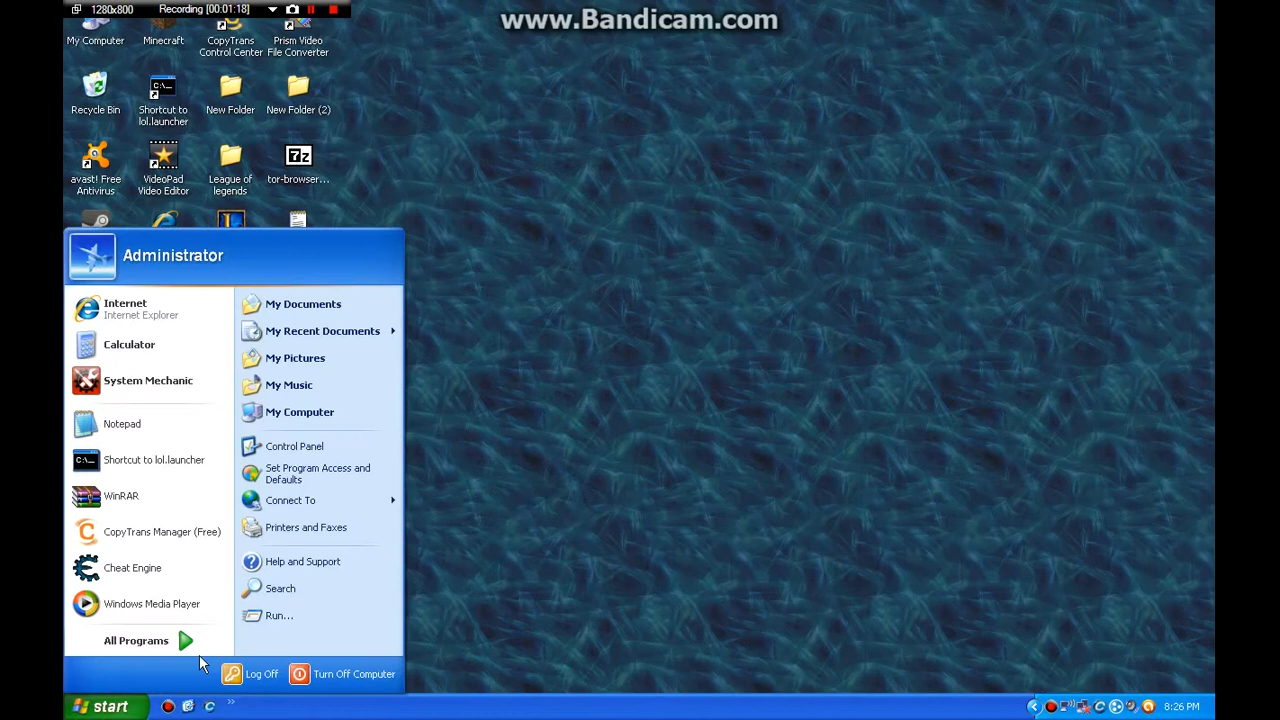 1280x800 Recording [00:01:18]
www.Bandicam.com
My Computer
Minecraft
CopyTrans
Control Center
Prism Video
File Converter
Recycle Bin
Shortcut to
lol.launcher
New Folder
New Folder (2)
avast! Free
Antivirus
VideoPad
Video Editor
League of
legends
7z
tor-browser...
Administrator
Internet
Internet Explorer
Calculator
System Mechanic
Notepad
C:\_
Shortcut to lol.launcher
WinRAR
CopyTrans Manager (Free)
Cheat Engine
Windows Media Player
All Programs
My Documents
My Recent Documents
My Pictures
My Music
My Computer
Control Panel
Set Program Access and
Defaults
Connect To
Printers and Faxes
Help and Support
Search
Run...
Log Off
Turn Off Computer
start
8:26 PM